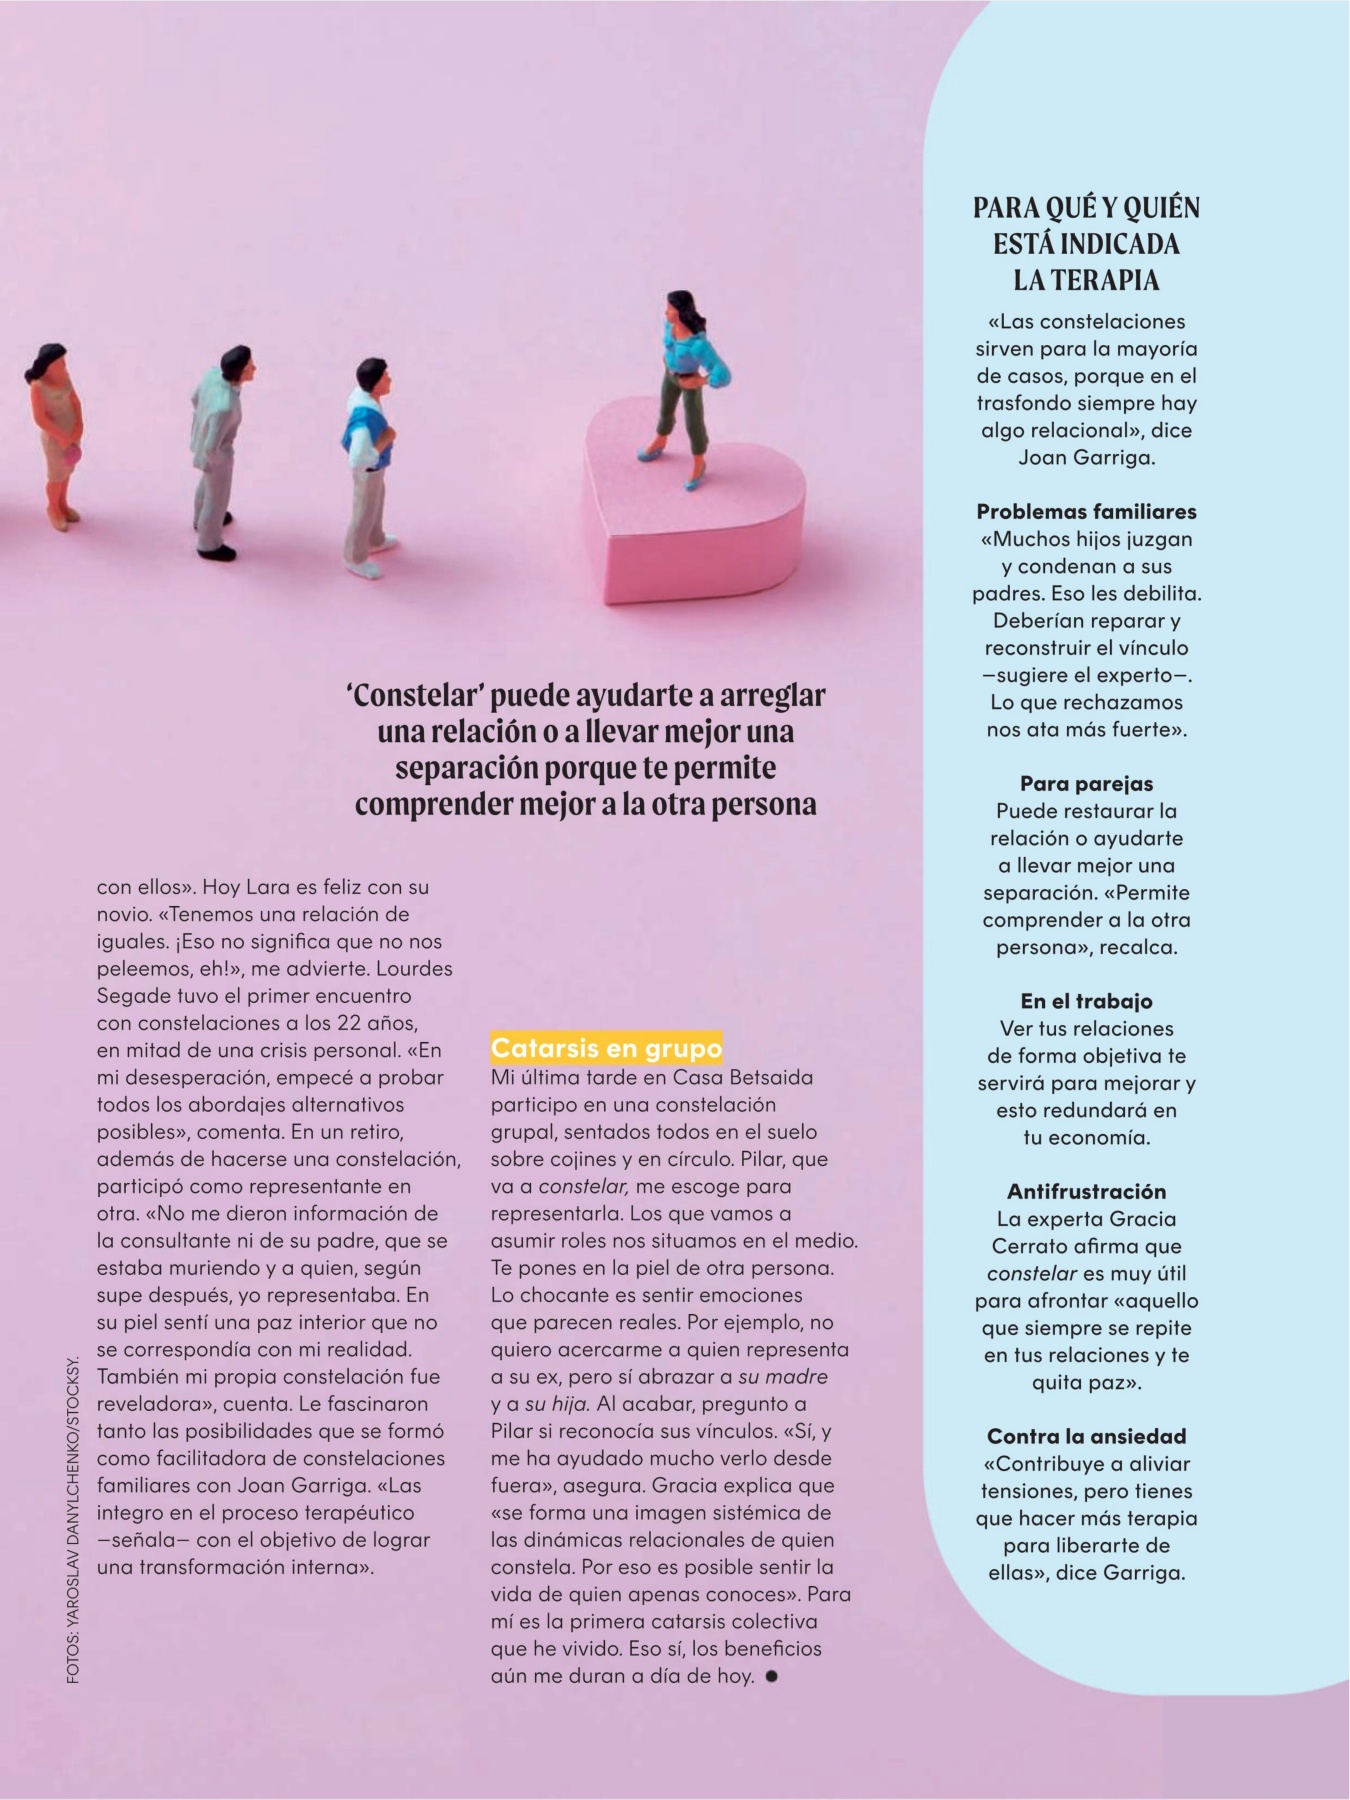 ‘Constelar’ puede ayudarte a arreglar
una relación o a llevar mejor una
separación porque te permite
comprender mejor a la otra persona
con ellos». Hoy Lara es feliz con su
novio. «Tenemos una relación de
iguales. ¡Eso no significa que no nos
peleemos, eh!», me advierte. Lourdes
Segade tuvo el primer encuentro
con constelaciones a los 22 años,
en mitad de una crisis personal. «En
mi desesperación, empecé a probar
todos los abordajes alternativos
posibles», comenta. En un retiro,
además de hacerse una constelación,
participó como representante en
otra. «No me dieron información de
la consultante ni de su padre, que se
estaba muriendo y a quien, según
supe después, yo representaba. En
su piel sentí una paz interior que no
se correspondía con mi realidad.
También mi propia constelación fue
reveladora», cuenta. Le fascinaron
tanto las posibilidades que se formó
como facilitadora de constelaciones
familiares con Joan Garriga. «Las
integro en el proceso terapéutico
–señala– con el objetivo de lograr
una transformación interna».
Catarsis en grupo
Mi última tarde en Casa Betsaida
participo en una constelación
grupal, sentados todos en el suelo
sobre cojines y en círculo. Pilar, que
va a constelar, me escoge para
representarla. Los que vamos a
asumir roles nos situamos en el medio.
Te pones en la piel de otra persona.
Lo chocante es sentir emociones
que parecen reales. Por ejemplo, no
quiero acercarme a quien representa
a su ex, pero sí abrazar a su madre
y a su hija. Al acabar, pregunto a
Pilar si reconocía sus vínculos. «Sí, y
me ha ayudado mucho verlo desde
fuera», asegura. Gracia explica que
«se forma una imagen sistémica de
las dinámicas relacionales de quien
constela. Por eso es posible sentir la
vida de quien apenas conoces». Para
mí es la primera catarsis colectiva
que he vivido. Eso sí, los beneficios
aún me duran a día de hoy. ●
PARA QUÉ Y QUIÉN
ESTÁ INDICADA
LA TERAPIA
«Las constelaciones
sirven para la mayoría
de casos, porque en el
trasfondo siempre hay
algo relacional», dice
Joan Garriga.
Problemas familiares
«Muchos hijos juzgan
y condenan a sus
padres. Eso les debilita.
Deberían reparar y
reconstruir el vínculo
–sugiere el experto–.
Lo que rechazamos
nos ata más fuerte».
Para parejas
Puede restaurar la
relación o ayudarte
a llevar mejor una
separación. «Permite
comprender a la otra
persona», recalca.
En el trabajo
Ver tus relaciones
de forma objetiva te
servirá para mejorar y
esto redundará en
tu economía.
Antifrustración
La experta Gracia
Cerrato afirma que
constelar es muy útil
para afrontar «aquello
que siempre se repite
en tus relaciones y te
quita paz».
Contra la ansiedad
«Contribuye a aliviar
tensiones, pero tienes
que hacer más terapia
para liberarte de
ellas», dice Garriga.
FOTOS: YAROSLAV DANYLCHENKO/STOCKSY.